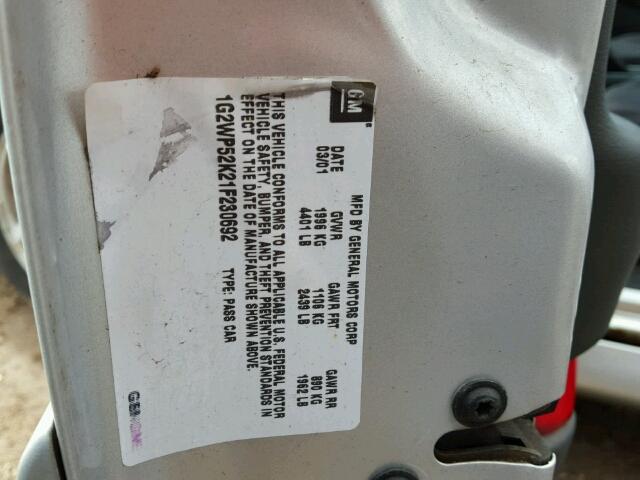 GM
MFD BY GENERAL MOTORS CORP
DATE GVWR GAWR FRT GAWR RR
03/01 1996 KG 1106 KG 890 KG
4401 LB 2439 LB 1962 LB
THIS VEHICLE CONFORMS TO ALL APPLICABLE U.S. FEDERAL MOTOR
VEHICLE SAFETY, BUMPER, AND THEFT PREVENTION STANDARDS IN
EFFECT ON THE DATE OF MANUFACTURE SHOWN ABOVE.
1G2WP52K21F230692 TYPE: PASS CAR